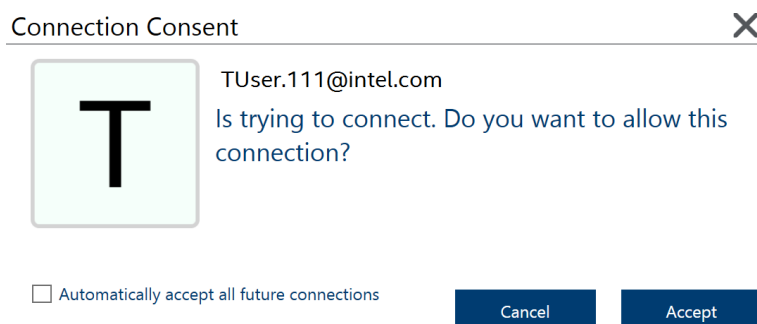 Connection Consent
T
TUser.111@intel.com
Is trying to connect. Do you want to allow this
connection?
Automatically accept all future connections
Cancel
Accept